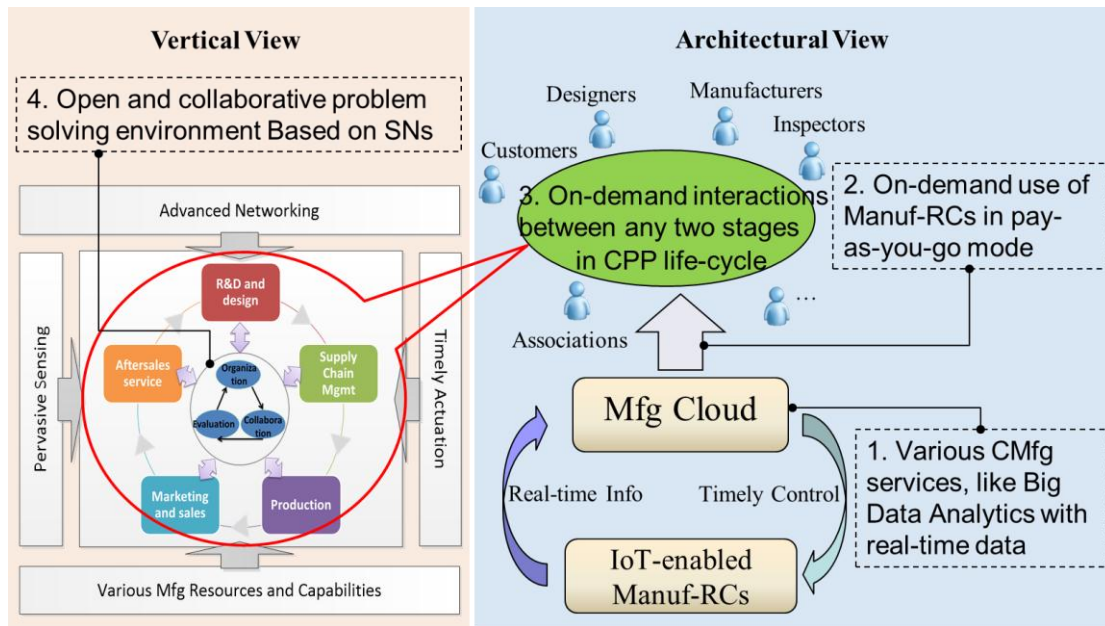 Vertical View
4. Open and collaborative problem
solving environment Based on SNs
Advanced Networking
Pervasive Sensing
Timely Actuation
R&D and
design
Supply
Chain
Mgmt
Production
Marketing
and sales
Aftersales
service
Organiza
tion
Collabora
tion
Evaluation
Various Mfg Resources and Capabilities
Architectural View
Designers
Manufacturers
Inspectors
Customers
3. On-demand interactions
between any two stages
in CPP life-cycle
2. On-demand use of
Manuf-RCs in pay-
as-you-go mode
Associations
...
Mfg Cloud
Real-time Info
Timely Control
1. Various CMfg
services, like Big
Data Analytics with
real-time data
IoT-enabled
Manuf-RCs